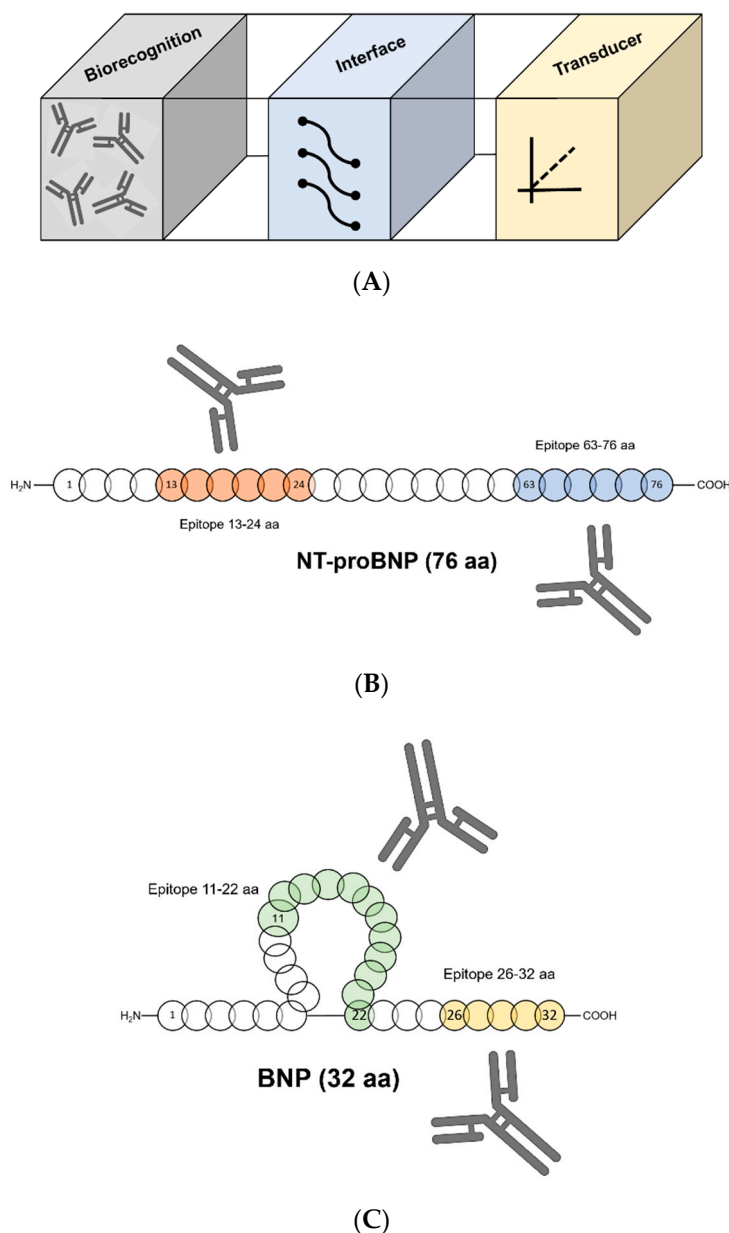 Biorecognition
Interface
Transducer
(A)
Epitope 63-76 aa
H₂N
1
13
24
63
76
COOH
Epitope 13-24 aa
NT-proBNP (76 aa)
(B)
Epitope 11-22 aa
11
Epitope 26-32 aa
H₂N
1
22
26
32
COOH
BNP (32 aa)
(C)